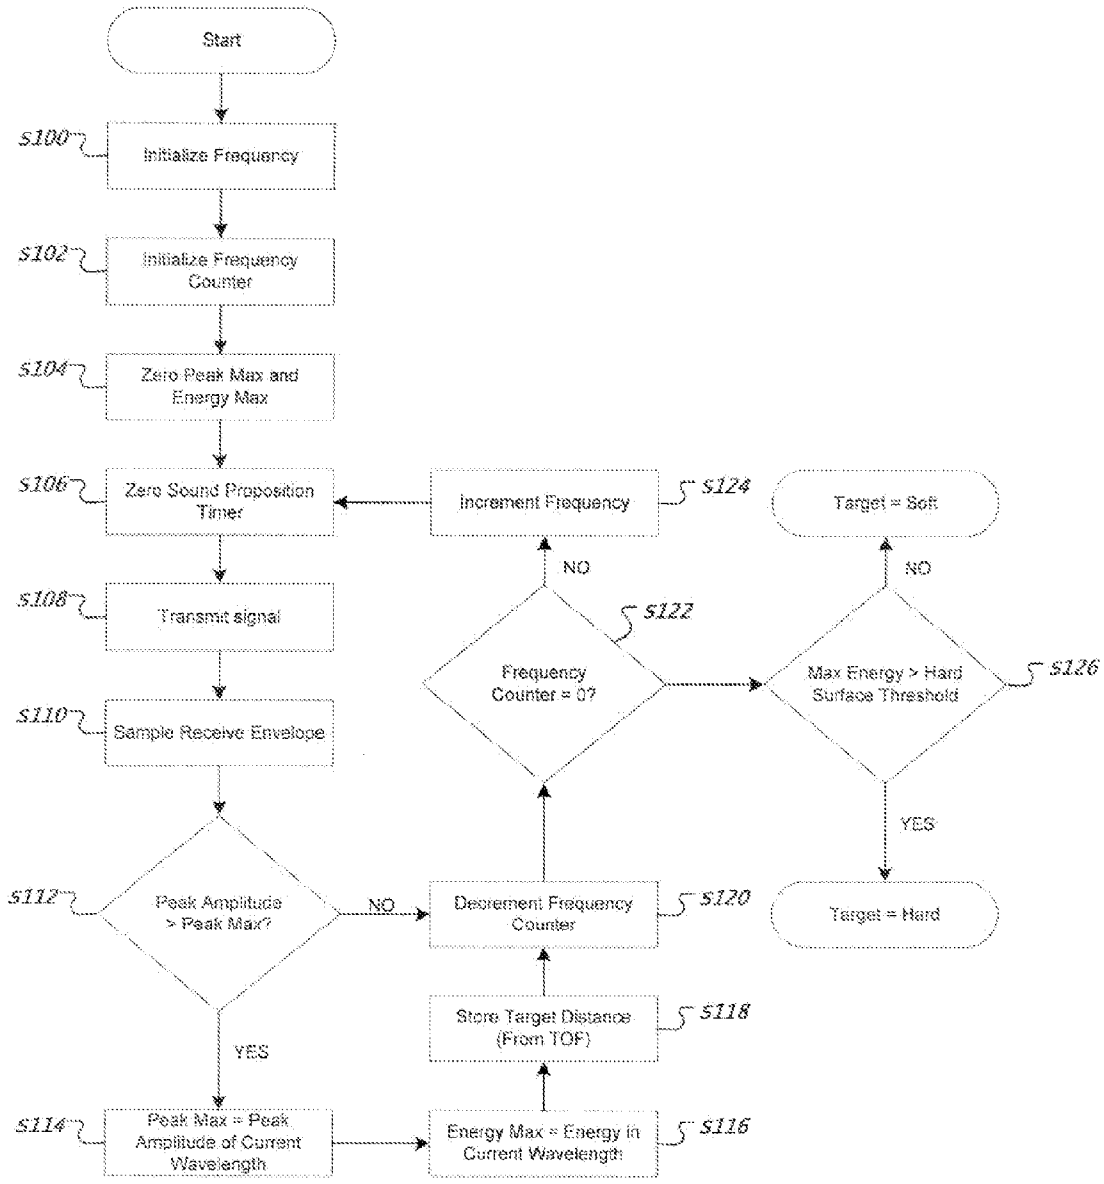 Start
S100
Initialize Frequency
S102
Initialize Frequency
Counter
S104
Zero Peak Max and
Energy Max
S106
Zero Sound Proposition
Timer
S108
Transmit signal
S110
Sample Receive Envelope
S112
Peak Amplitude
> Peak Max?
NO
YES
S114
Peak Max = Peak
Amplitude of Current
Wavelength
Energy Max = Energy in
Current Wavelength
S116
Store Target Distance
(From TOF)
S118
Decrement Frequency
Counter
S120
Frequency
Counter = 0?
S122
NO
Increment Frequency
S124
Max Energy > Hard
Surface Threshold
S126
NO
Target = Soft
YES
Target = Hard